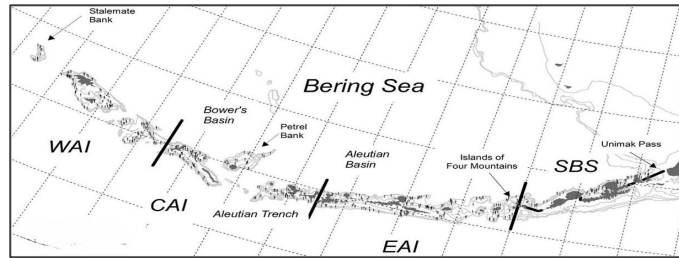 Stalemate
Bank
Bering Sea
Bower's
Basin
Petrel
Bank
Unimak Pass
WAI
Aleutian
Basin
Islands of
Four Mountains
SBS
CAI
Aleutian Trench
EAI